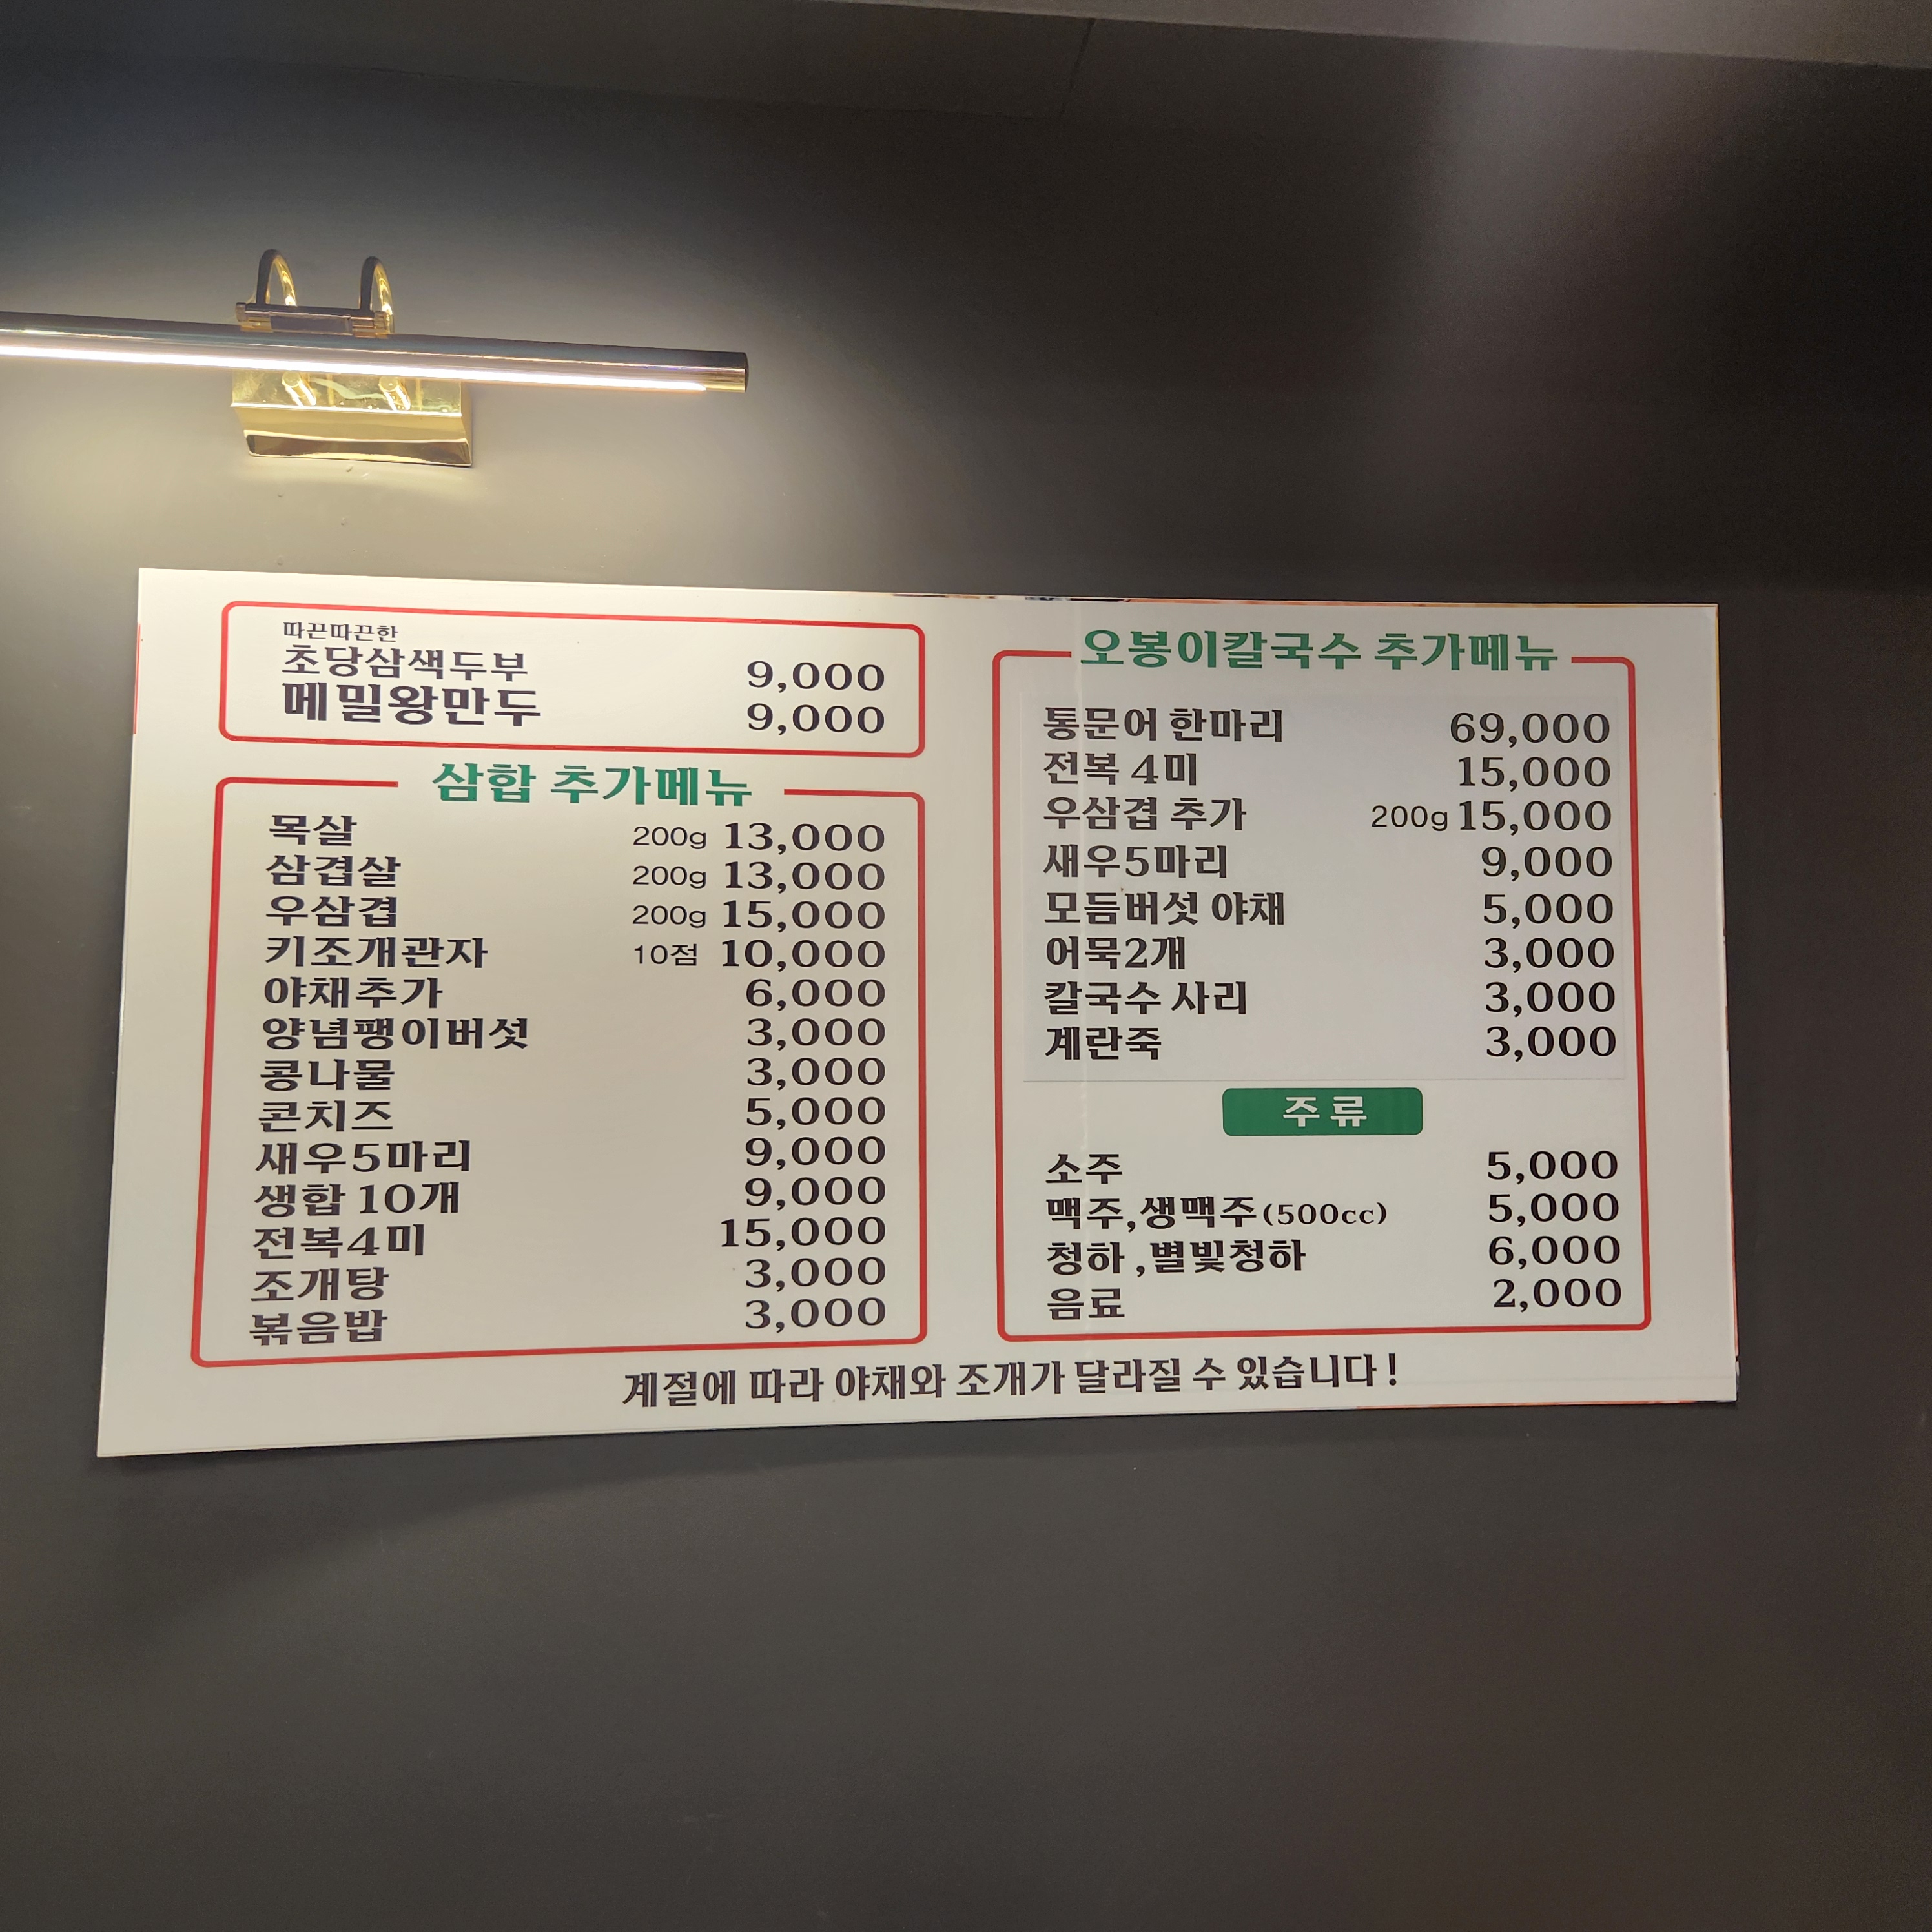 따끈따끈한
초당삼색두부 9,000
메밀왕만두 9,000
삼합 추가메뉴
목살 200g 13,000
삼겹살 200g 13,000
우삼겹 200g 15,000
키조개관자 10점 10,000
야채추가 6,000
양념팽이버섯 3,000
콩나물 3,000
콘치즈 5,000
새우5마리 9,000
생합 10개 9,000
전복4미 15,000
조개탕 3,000
볶음밥 3,000
오봉이칼국수 추가메뉴
통문어 한마리 69,000
전복 4미 15,000
우삼겹 추가 200g 15,000
새우5마리 9,000
모듬버섯 야채 5,000
어묵2개 3,000
칼국수 사리 3,000
계란죽 3,000
주류
소주 5,000
맥주,생맥주(500cc) 5,000
청하 ,별빛청하 6,000
음료 2,000
계절에 따라 야채와 조개가 달라질 수 있습니다!